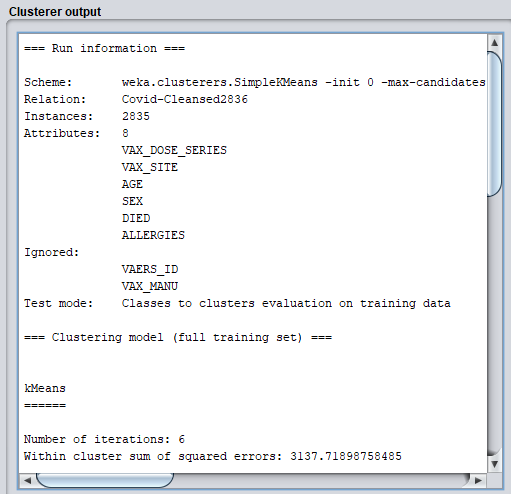 Clusterer output
=== Run information ===
Scheme: weka.clusterers.SimpleKMeans -init 0 -max-candidates
Relation: Covid-Cleansed2836
Instances: 2835
Attributes: 8
VAX_DOSE_SERIES
VAX_SITE
AGE
SEX
DIED
ALLERGIES
Ignored:
VAERS_ID
VAX_MANU
Test mode: Classes to clusters evaluation on training data
=== Clustering model (full training set) ===
kMeans
======
Number of iterations: 6
Within cluster sum of squared errors: 3137.71898758485